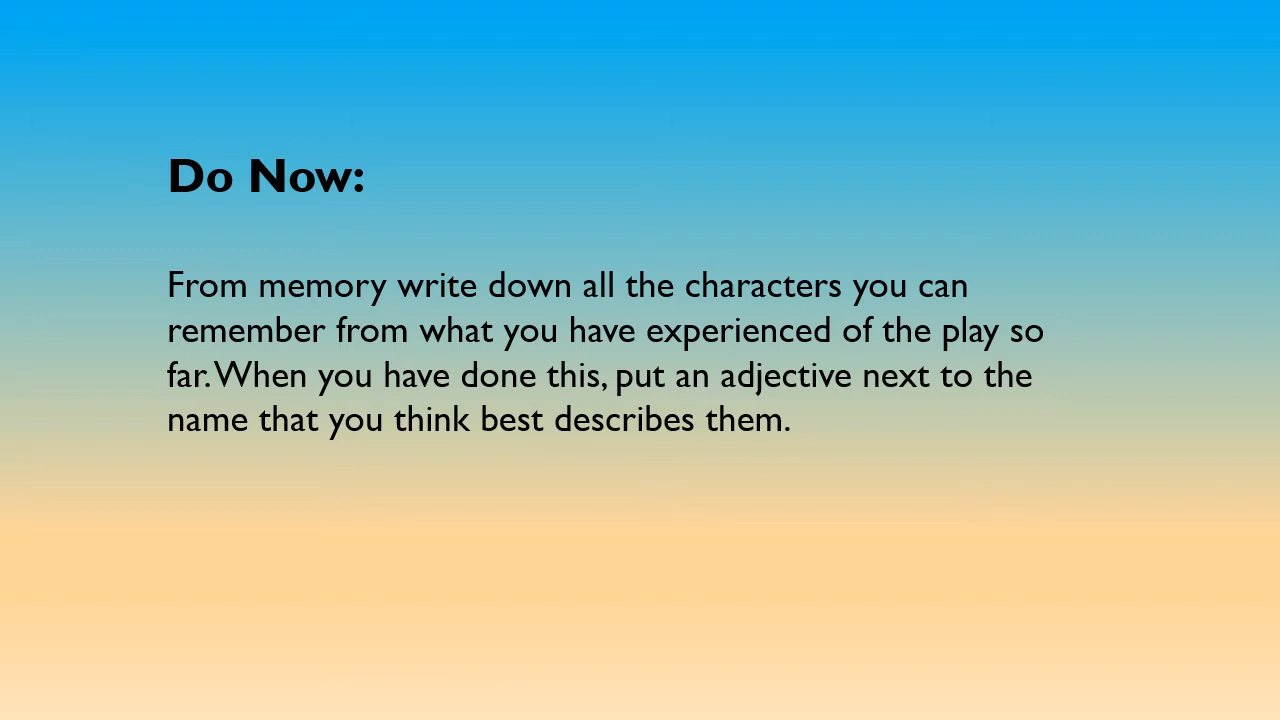 Do Now:
From memory write down all the characters you can
remember from what you have experienced of the play so
far. When you have done this, put an adjective next to the
name that you think best describes them.